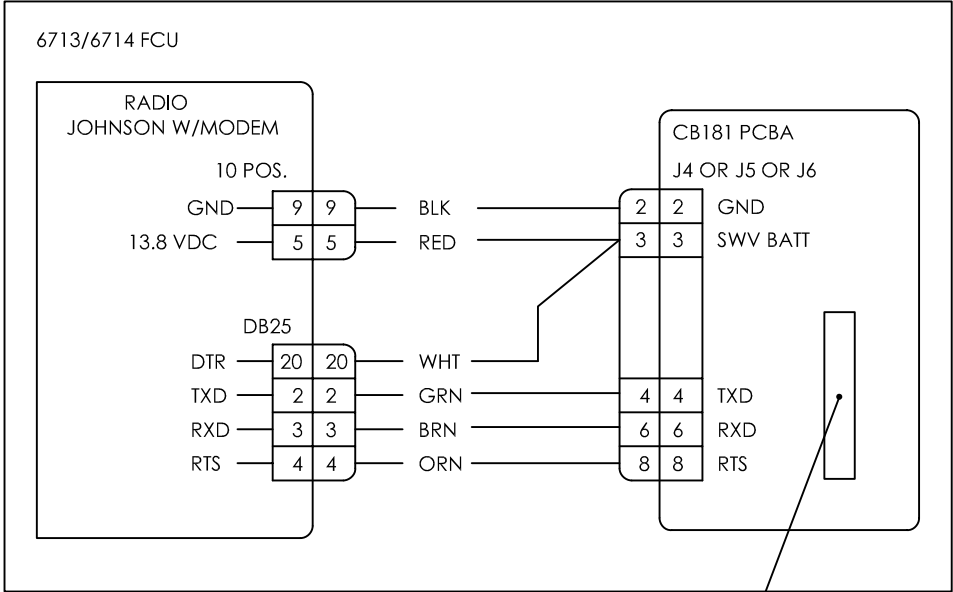 6713/6714 FCU
RADIO
JOHNSON W/MODEM
10 POS.
GND 9 9 BLK
13.8 VDC 5 5 RED
DB25
DTR 20 20 WHT
TXD 2 2 GRN
RXD 3 3 BRN
RTS 4 4 ORN
CB181 PCBA
J4 OR J5 OR J6
2 2 GND
3 3 SWV BATT
4 4 TXD
6 6 RXD
8 8 RTS